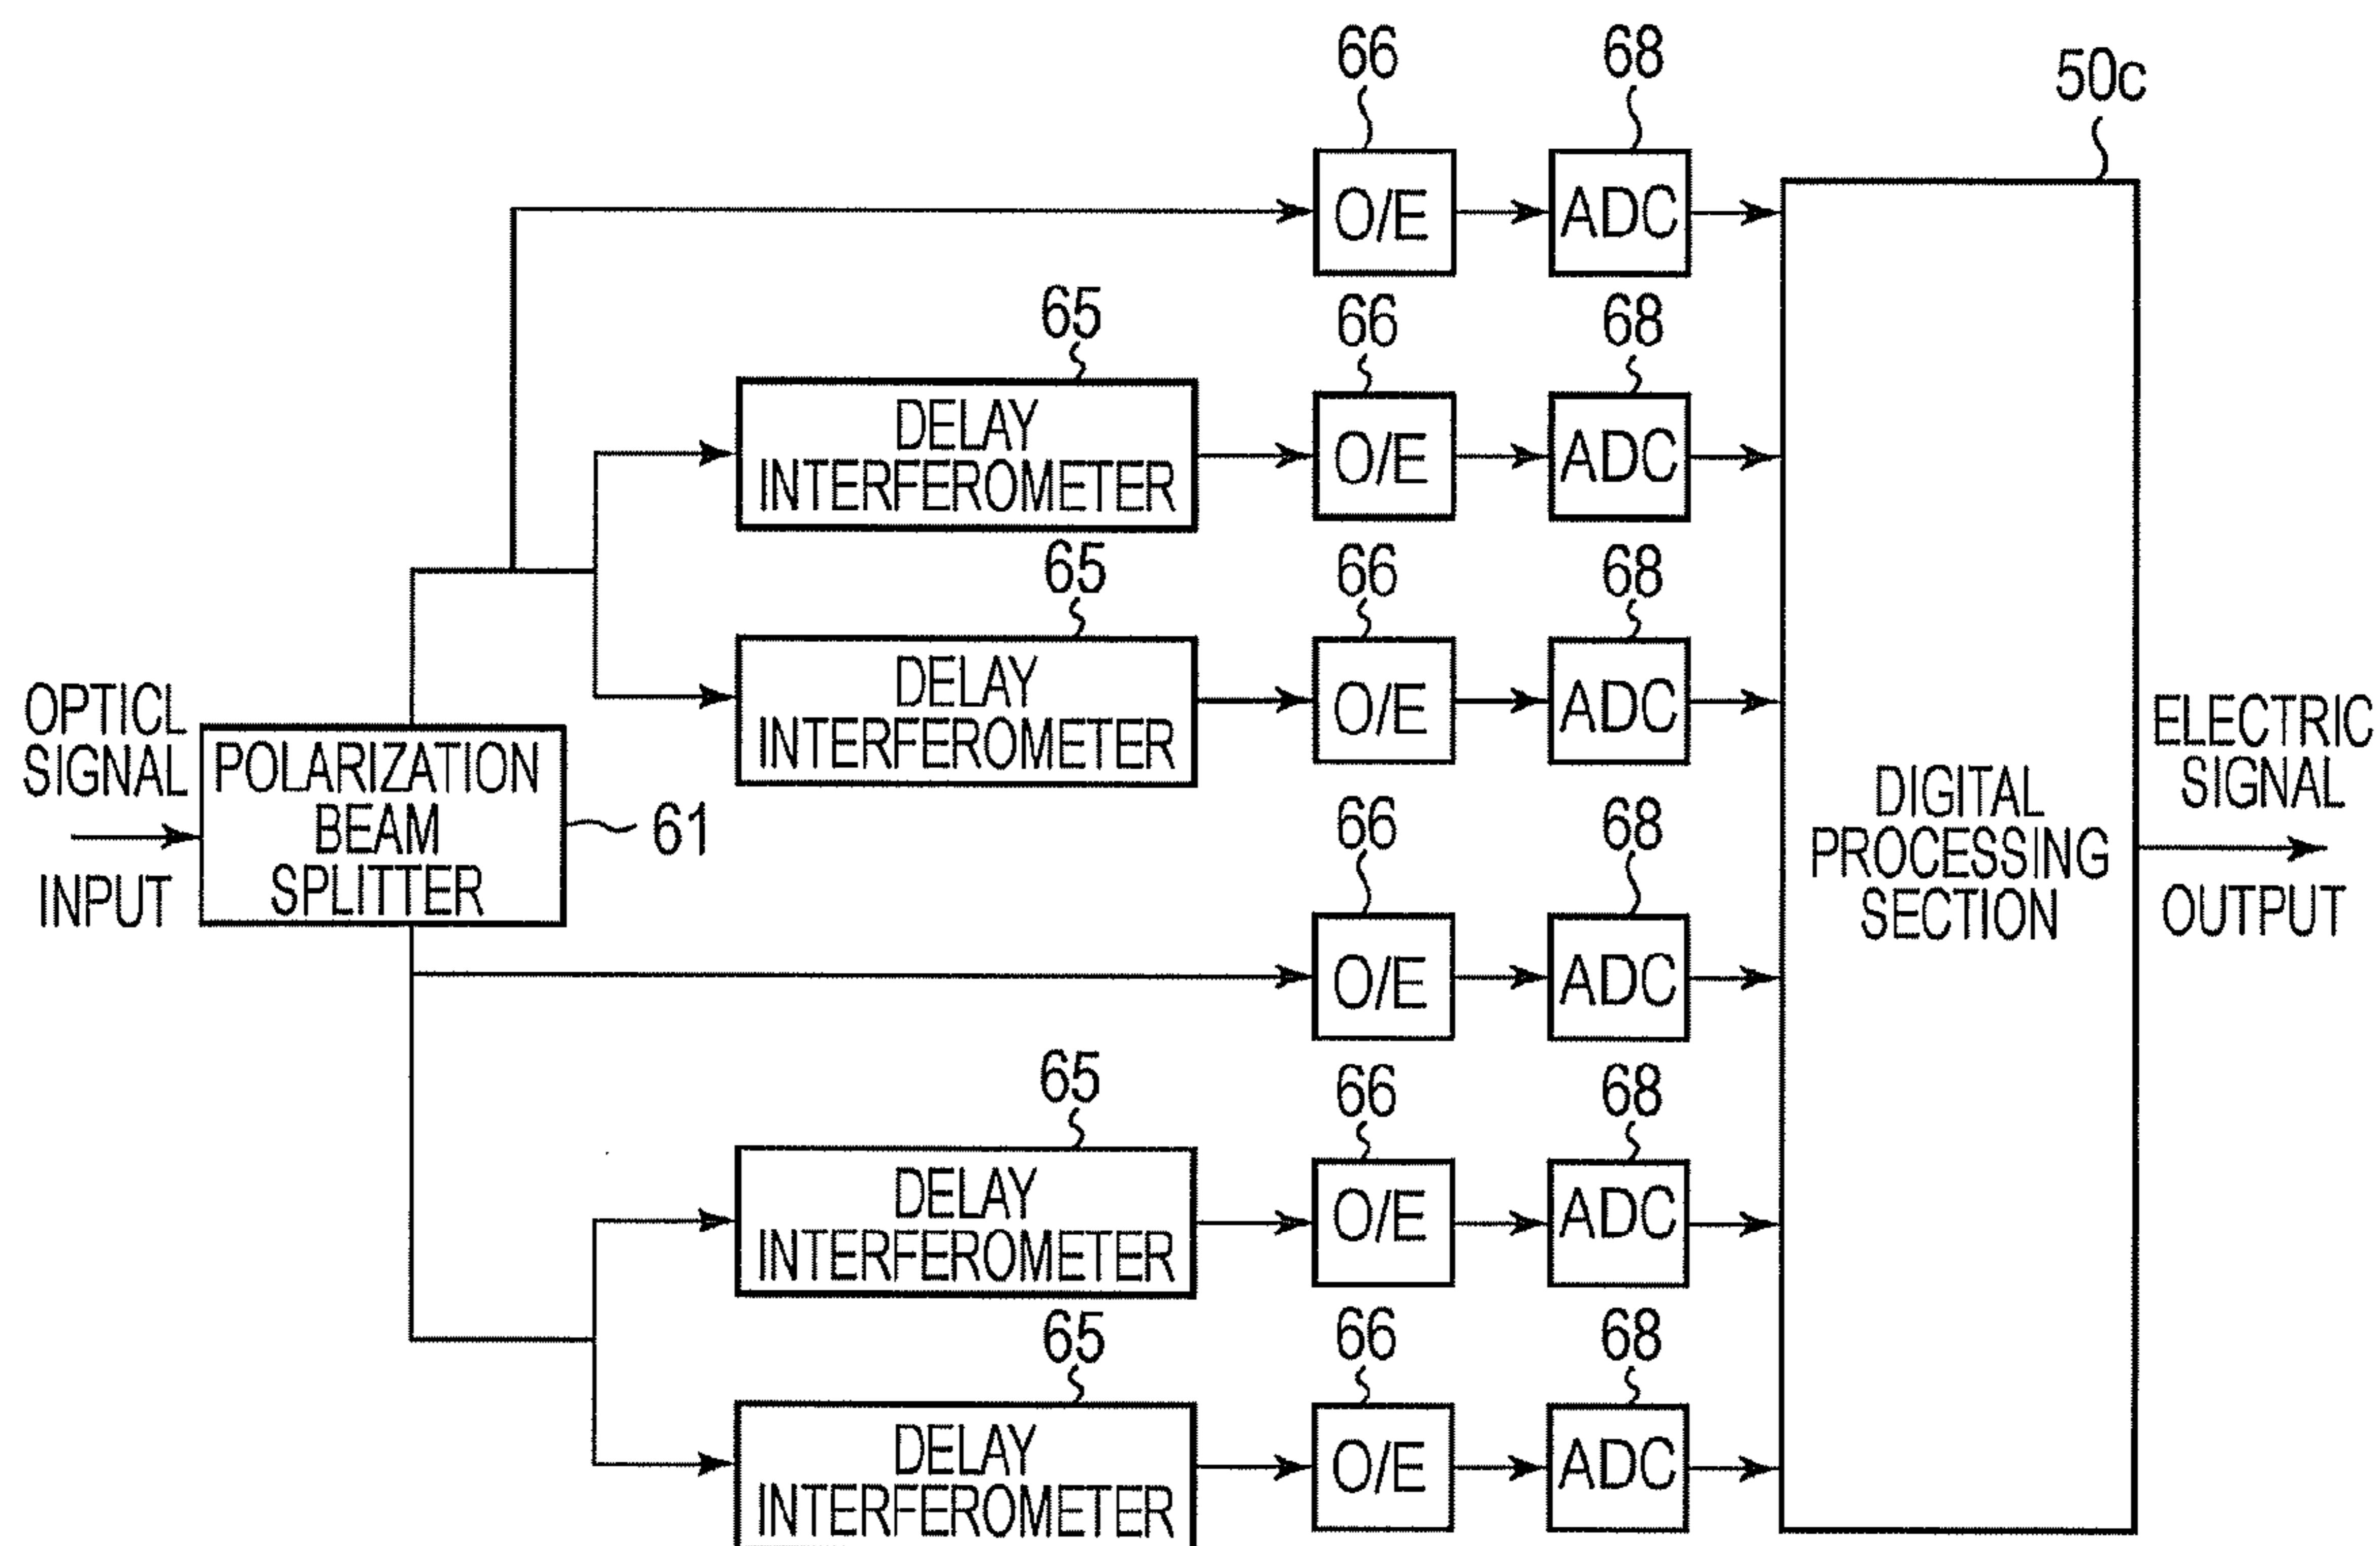 66
68
50c
O/E
ADC
65
66
68
DELAY
INTERFEROMETER
O/E
ADC
65
66
68
DELAY
INTERFEROMETER
O/E
ADC
OPTICL
SIGNAL
INPUT
POLARIZATION
BEAM
SPLITTER
61
66
68
O/E
ADC
DIGITAL
PROCESSING
SECTION
ELECTRIC
SIGNAL
OUTPUT
65
66
68
DELAY
INTERFEROMETER
O/E
ADC
65
66
68
DELAY
INTERFEROMETER
O/E
ADC